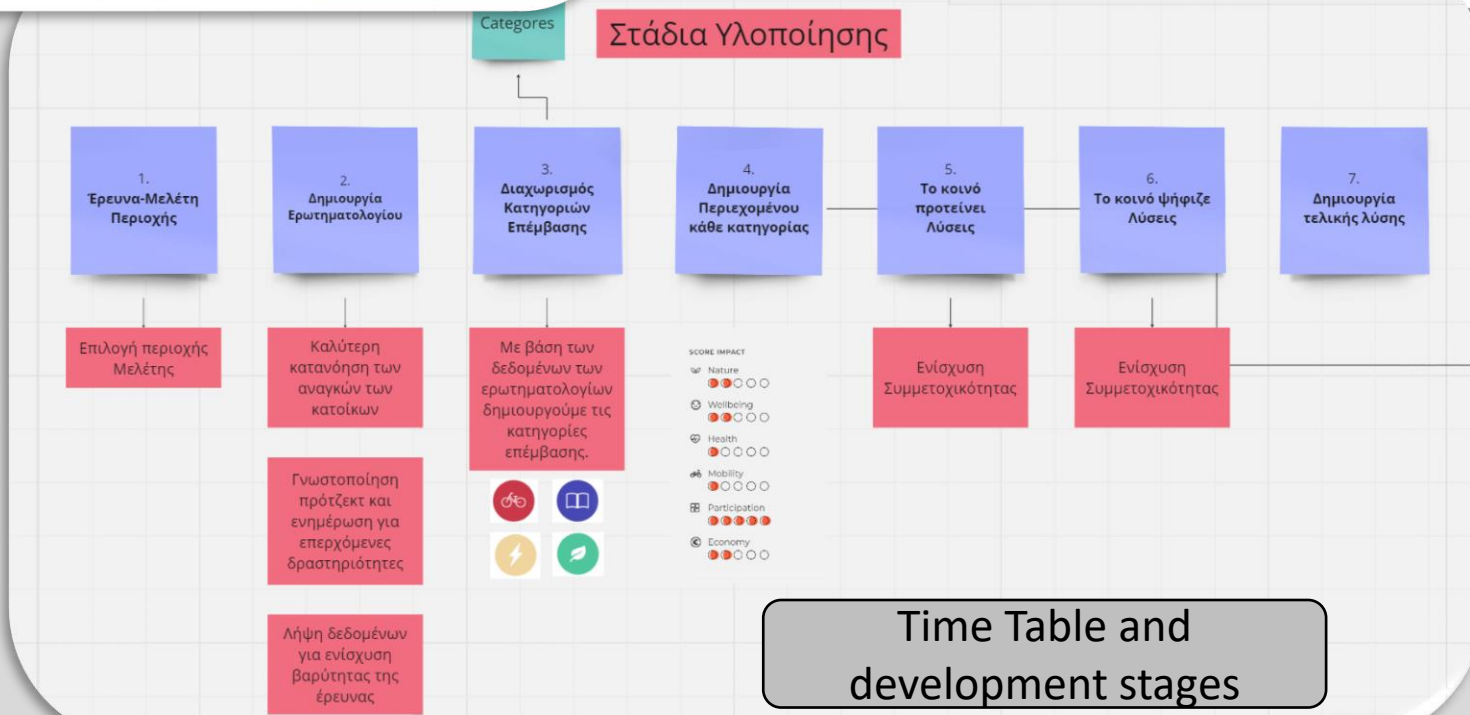 Categores
Στάδια Υλοποίησης
1.
Έρευνα-Μελέτη
Περιοχής
2.
Δημιουργία
Ερωτηματολογίου
3.
Διαχωρισμός
Κατηγοριών
Επέμβασης
4.
Δημιουργία
Περιεχομένου
κάθε κατηγορίας
5.
Το κοινό
προτείνει
Λύσεις
6.
Το κοινό ψήφιζε
Λύσεις
7.
Δημιουργία
τελικής λύσης
Επιλογή περιοχής
Μελέτης
Καλύτερη
κατανόηση των
αναγκών των
κατοίκων
Γνωστοποίηση
πρότζεκτ και
ενημέρωση για
επερχόμενες
δραστηριότητες
Λήψη δεδομένων
για ενίσχυση
βαρύτητας της
έρευνας
Με βάση των
δεδομένων των
ερωτηματολογίων
δημιουργούμε τις
κατηγορίες
επέμβασης.
SCORE IMPACT
Nature
Wellbeing
Health
Mobility
Participation
Economy
Ενίσχυση
Συμμετοχικότητας
Ενίσχυση
Συμμετοχικότητας
Time Table and
development stages